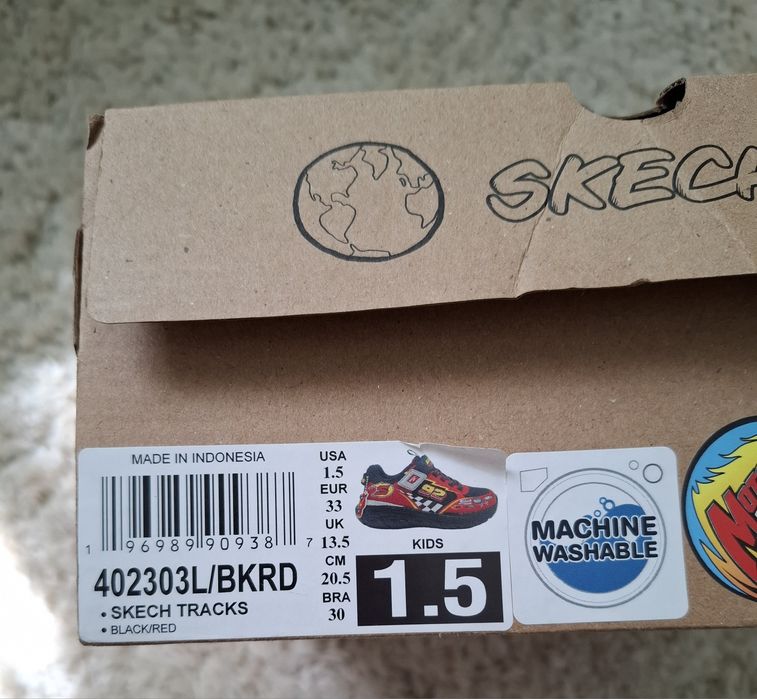 SKECH
MADE IN INDONESIA
1 96989 90938 7
402303L/BKRD
• SKECH TRACKS
• BLACK/RED
USA
1.5
EUR
33
UK
13.5
CM
20.5
BRA
30
92
KIDS
1.5
MACHINE
WASHABLE